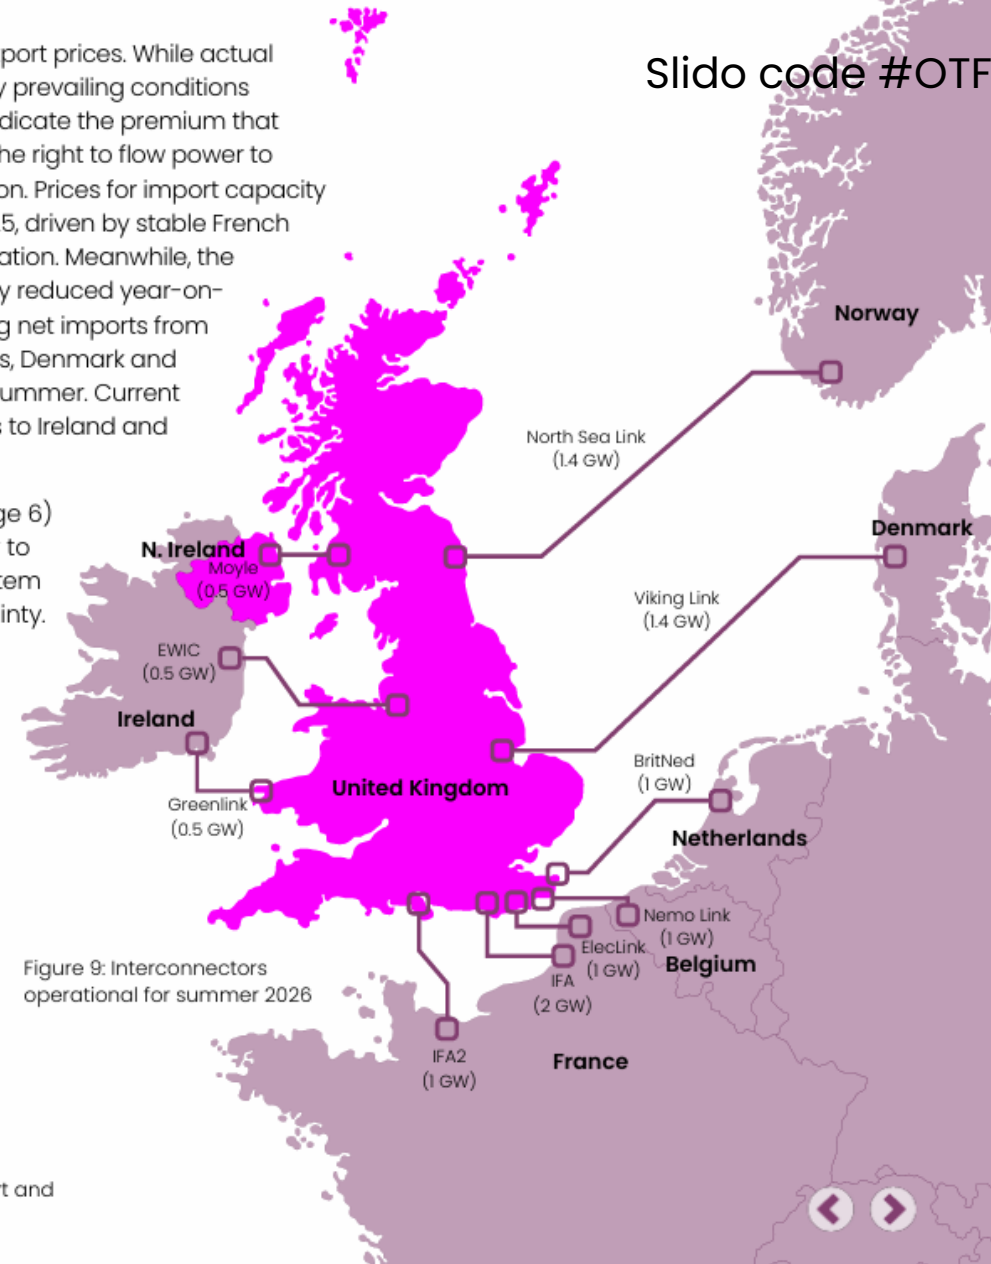 Slido code #OTF
port prices. While actual
y prevailing conditions
dicate the premium that
he right to flow power to
on. Prices for import capacity
5, driven by stable French
ation. Meanwhile, the
y reduced year-on-
g net imports from
s, Denmark and
ummer. Current
s to Ireland and
ge 6)
to
tem
inty.
Norway
North Sea Link
(1.4 GW)
Denmark
N. Ireland
Moyle
(0.5 GW)
Viking Link
(1.4 GW)
EWIC
(0.5 GW)
Ireland
BritNed
(1 GW)
United Kingdom
Greenlink
(0.5 GW)
Netherlands
Nemo Link
(1 GW)
ElecLink
(1 GW)
Belgium
IFA
(2 GW)
Figure 9: Interconnectors
operational for summer 2026
IFA2
(1 GW)
France
rt and